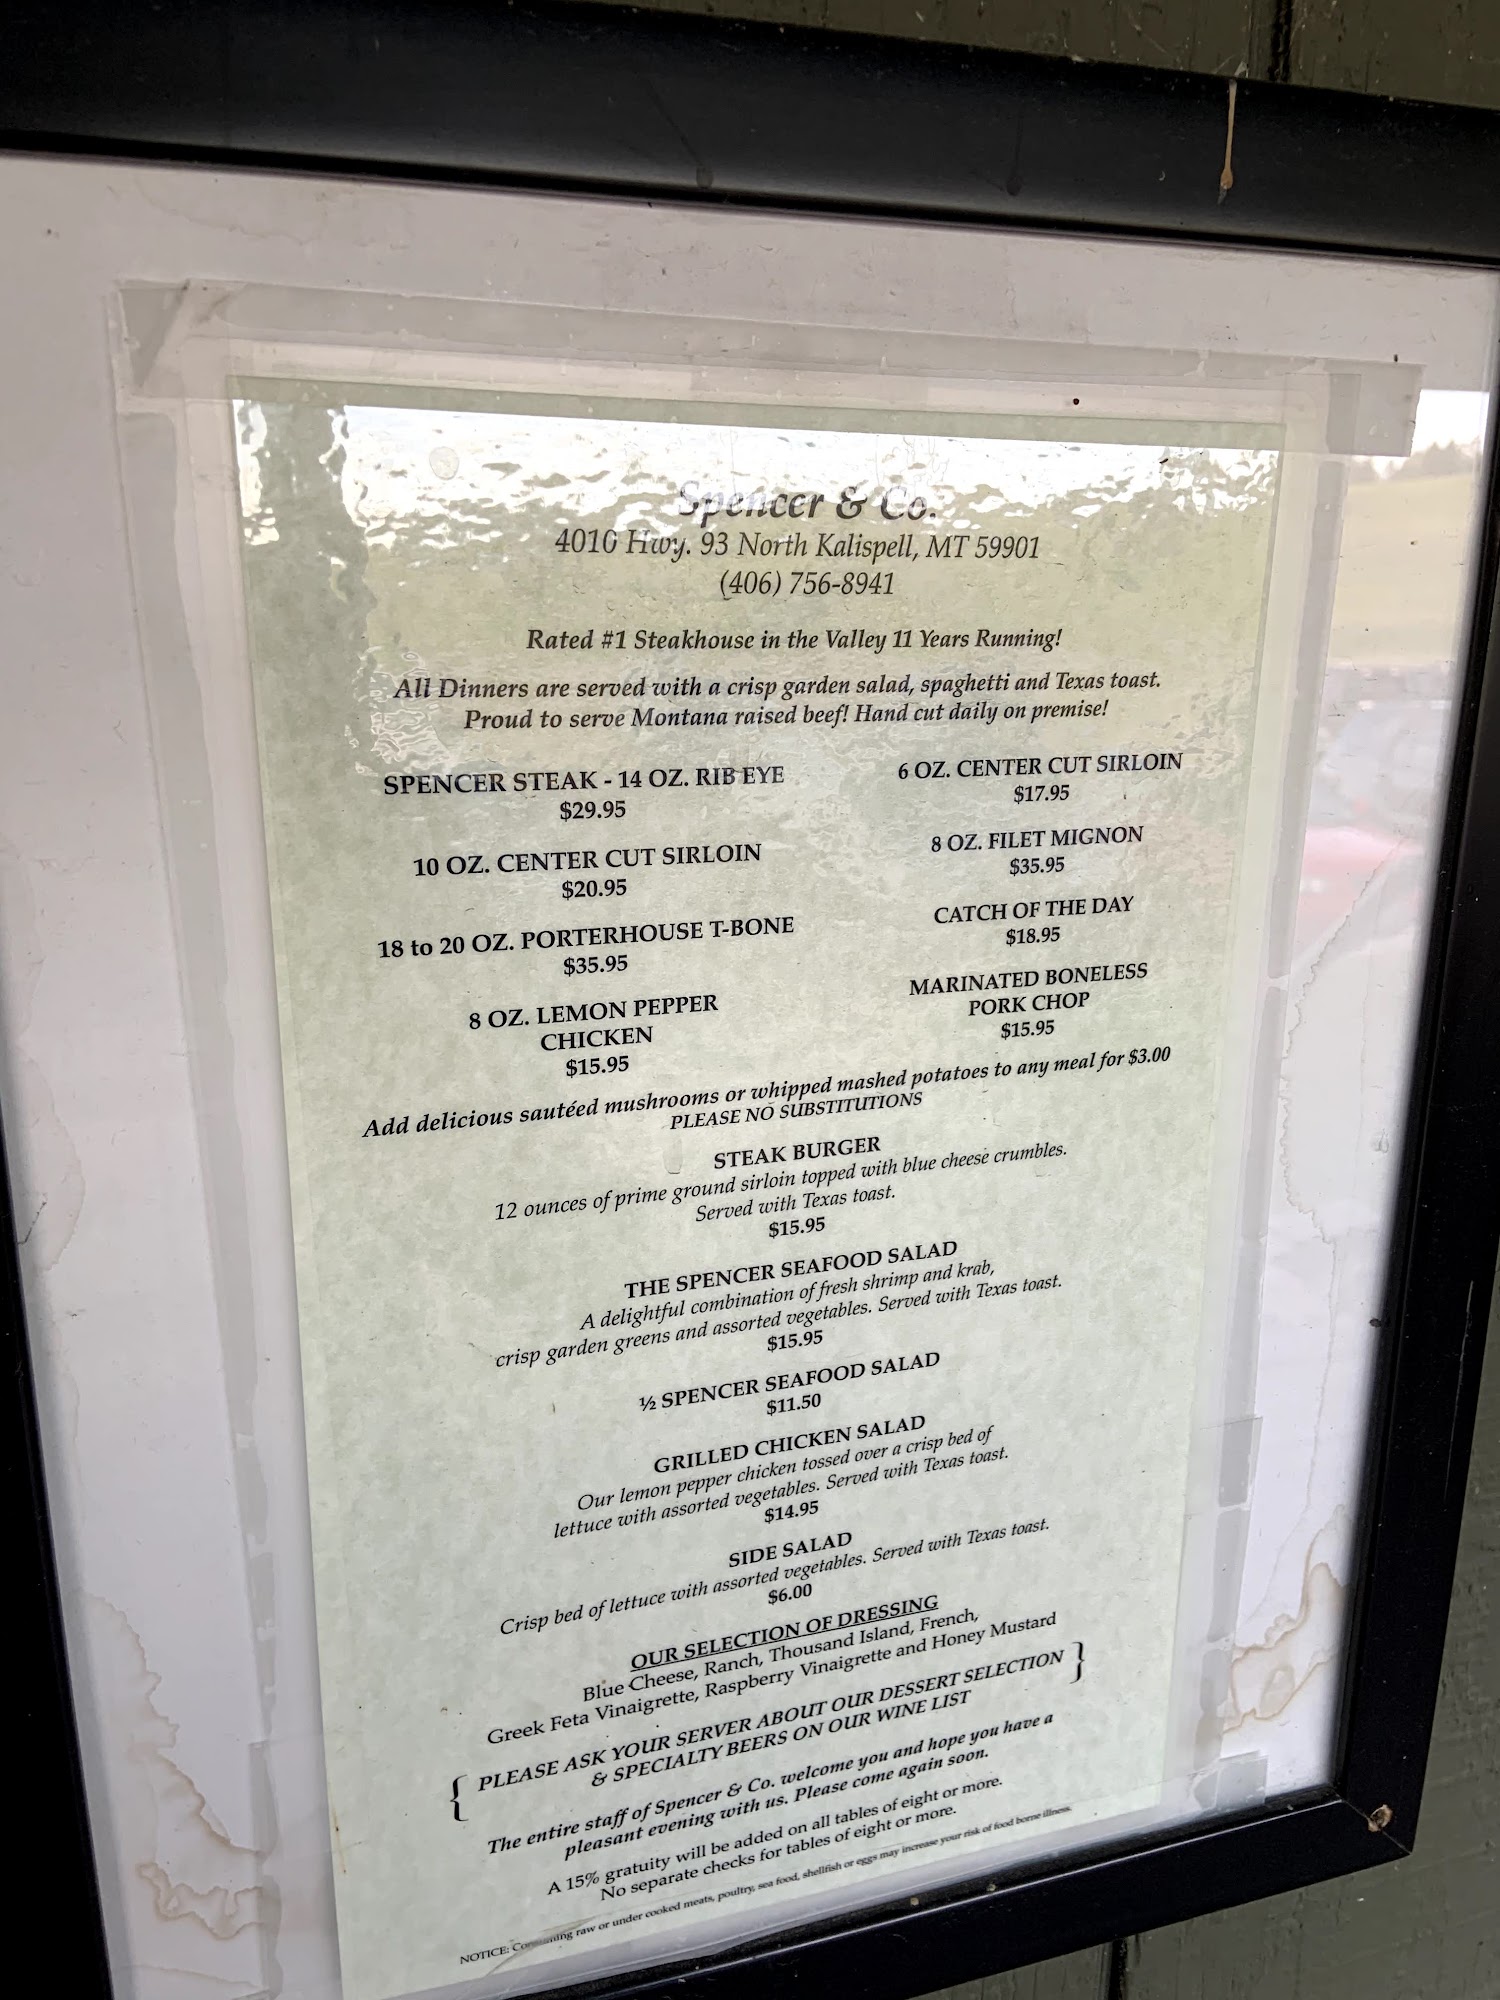 Spencer & Co.
4010 Hwy. 93 North Kalispell, MT 59901
(406) 756-8941
Rated #1 Steakhouse in the Valley 11 Years Running!
All Dinners are served with a crisp garden salad, spaghetti and Texas toast.
Proud to serve Montana raised beef! Hand cut daily on premise!
SPENCER STEAK - 14 OZ. RIB EYE
$29.95
10 OZ. CENTER CUT SIRLOIN
$20.95
18 to 20 OZ. PORTERHOUSE T-BONE
$35.95
8 OZ. LEMON PEPPER
CHICKEN
$15.95
6 OZ. CENTER CUT SIRLOIN
$17.95
8 OZ. FILET MIGNON
$35.95
CATCH OF THE DAY
$18.95
MARINATED BONELESS
PORK CHOP
$15.95
Add delicious sautéed mushrooms or whipped mashed potatoes to any meal for $3.00
PLEASE NO SUBSTITUTIONS
STEAK BURGER
12 ounces of prime ground sirloin topped with blue cheese crumbles.
Served with Texas toast.
$15.95
THE SPENCER SEAFOOD SALAD
A delightful combination of fresh shrimp and krab,
crisp garden greens and assorted vegetables. Served with Texas toast.
$15.95
½ SPENCER SEAFOOD SALAD
$11.50
GRILLED CHICKEN SALAD
Our lemon pepper chicken tossed over a crisp bed of
lettuce with assorted vegetables. Served with Texas toast.
$14.95
SIDE SALAD
Crisp bed of lettuce with assorted vegetables. Served with Texas toast.
$6.00
OUR SELECTION OF DRESSING
Blue Cheese, Ranch, Thousand Island, French,
Greek Feta Vinaigrette, Raspberry Vinaigrette and Honey Mustard
{ PLEASE ASK YOUR SERVER ABOUT OUR DESSERT SELECTION }
& SPECIALTY BEERS ON OUR WINE LIST
The entire staff of Spencer & Co. welcome you and hope you have a
pleasant evening with us. Please come again soon.
A 15% gratuity will be added on all tables of eight or more.
No separate checks for tables of eight or more.
NOTICE: Consuming raw or under cooked meats, poultry, sea food, shellfish or eggs may increase your risk of food borne illness.